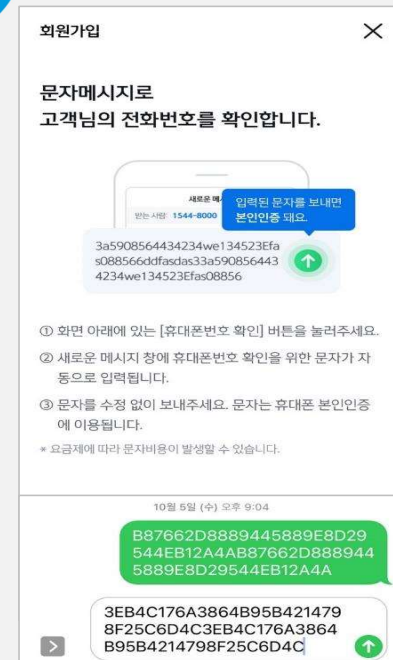 회원가입
문자메시지로
고객님의 전화번호를 확인합니다.
새로운 메
받는 사람: 1544-8000
입력된 문자를 보내면
본인인증 돼요.
3a5908564434234we134523Efa
s088566ddfasdas33a590856443
4234we134523Efas08856
① 화면 아래에 있는 [휴대폰번호 확인] 버튼을 눌러주세요.
② 새로운 메시지 창에 휴대폰번호 확인을 위한 문자가 자
동으로 입력됩니다.
③ 문자를 수정 없이 보내주세요. 문자는 휴대폰 본인인증
에 이용됩니다.
* 요금제에 따라 문자비용이 발생할 수 있습니다.
10월 5일 (수) 오후 9:04
B87662D8889445889E8D29
544EB12A4AB87662D888944
5889E8D29544EB12A4A
3EB4C176A3864B95B421479
8F25C6D4C3EB4C176A3864
B95B4214798F25C6D4C